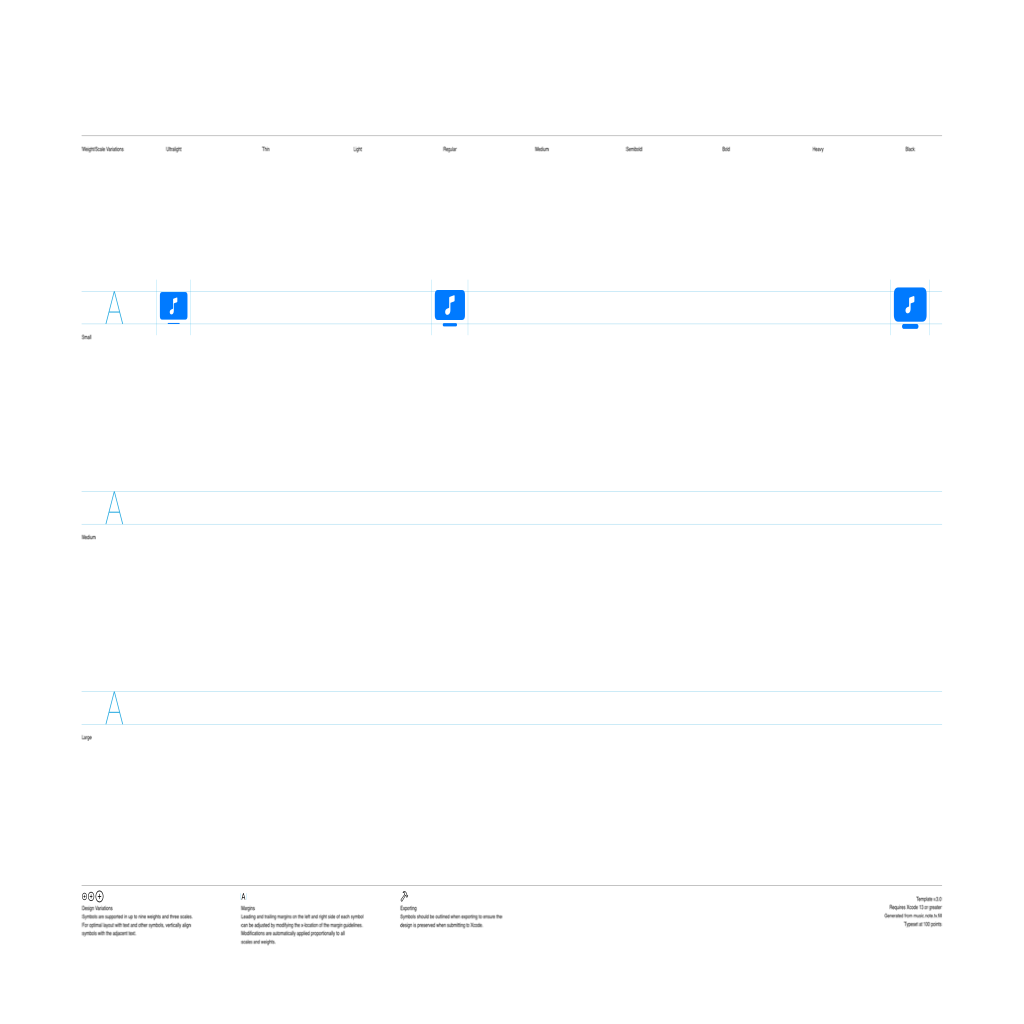 Weight/Scale Variations Ultralight Thin Light Regular Medium Semibold Bold Heavy Black
A
Small
A
Medium
A
Large
Design Variations
Symbols are supported in up to nine weights and three scales.
For optimal layout with text and other symbols, vertically align
symbols with the adjacent text.
A
Margins
Leading and trailing margins on the left and right side of each symbol
can be adjusted by modifying the x-location of the margin guidelines.
Modifications are automatically applied proportionally to all
scales and weights.
Exporting
Symbols should be outlined when exporting to ensure the
design is preserved when submitting to Xcode.
Template v.3.0
Requires Xcode 13 or greater
Generated from music.note.tv.fill
Typeset at 100 points